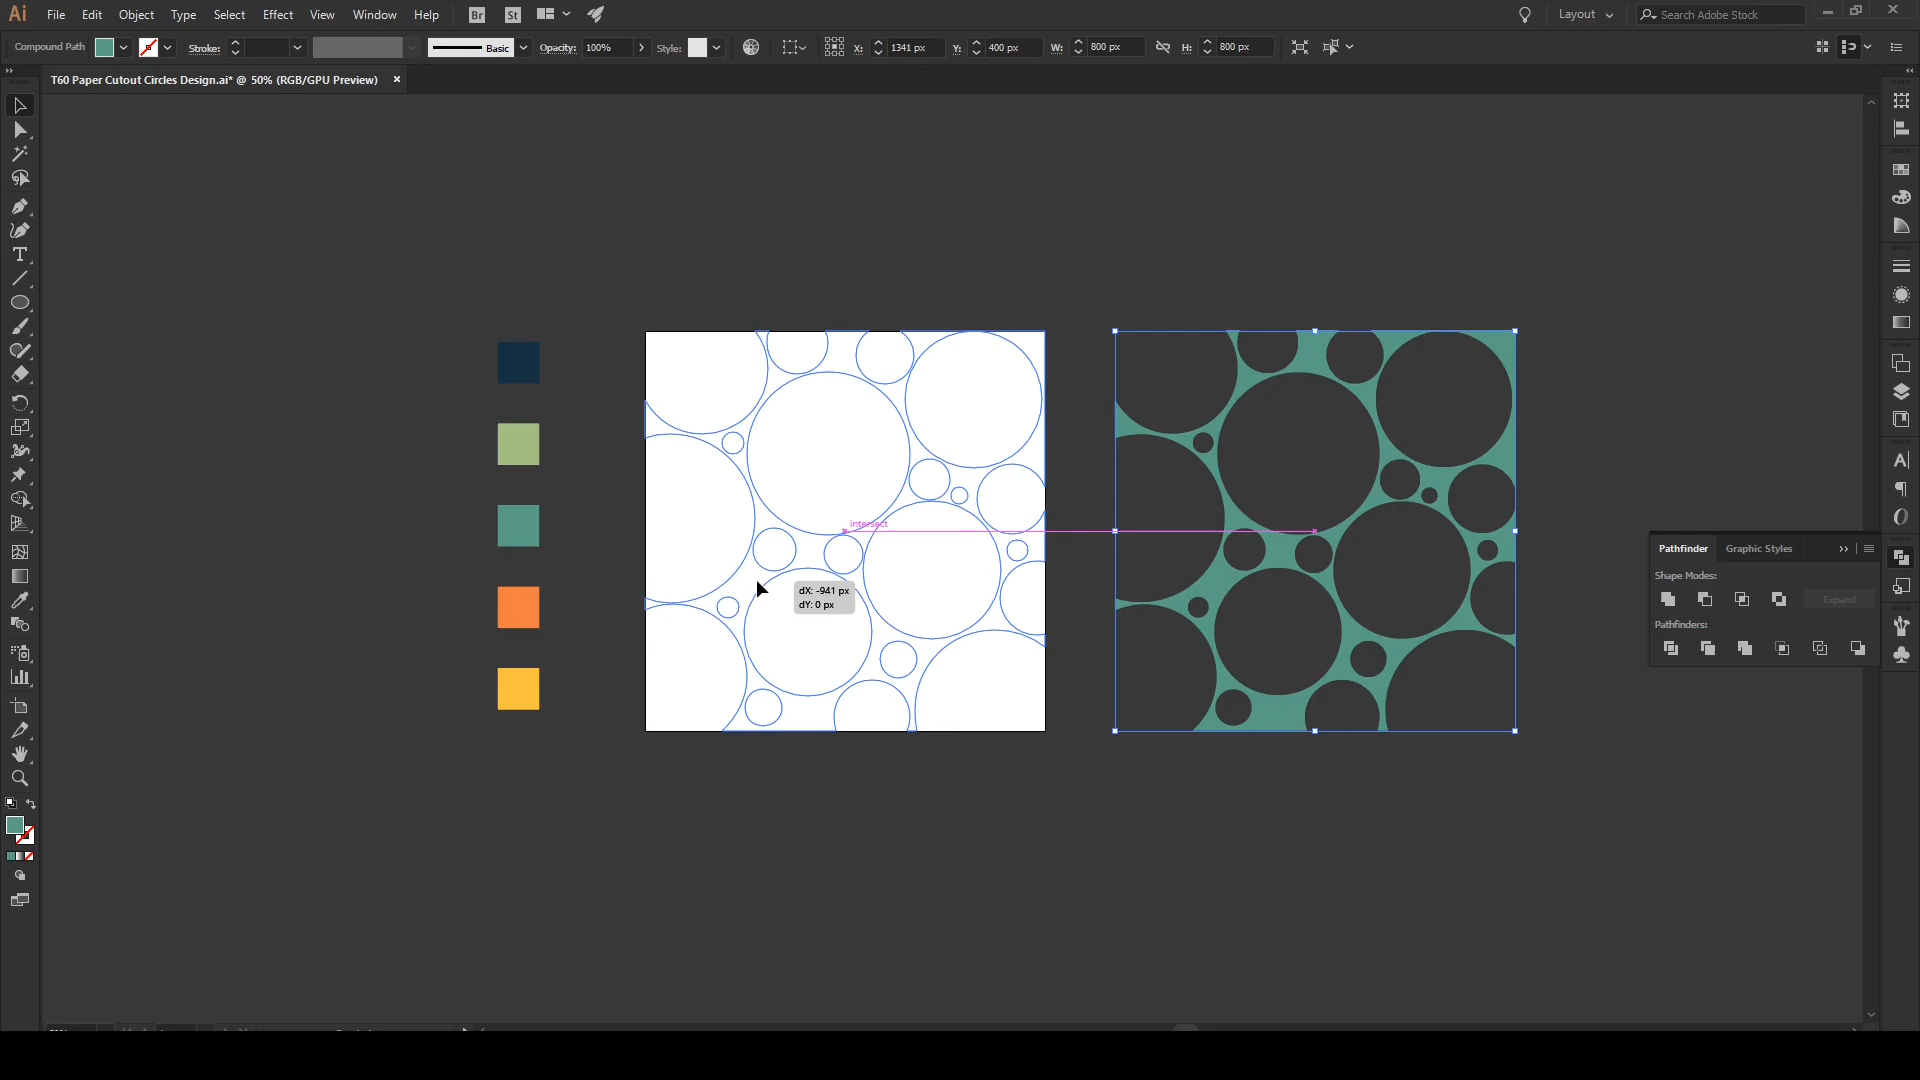 Ai File Edit Object Type Select Effect View Window Help Br St Layout Search Adobe Stock
Compound Path Stroke: Basic Opacity: 100% Style: X: 1341 px Y: 400 px W: 800 px H: 800 px
T60 Paper Cutout Circles Design.ai* @ 50% (RGB/GPU Preview)
intersect
dX: -941 px
dY: 0 px
Pathfinder Graphic Styles
Shape Modes:
Expand
Pathfinders: